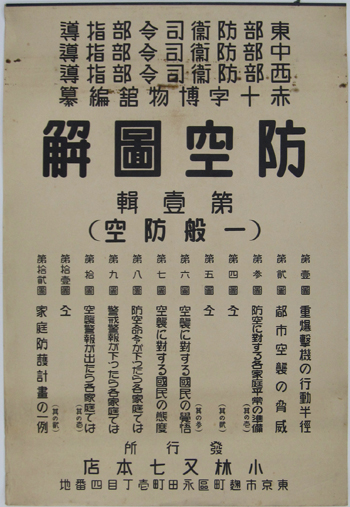 東部防衛司令部指導
中部防衛司令部指導
西部防衛司令部指導
赤十字博物館編纂
防空圖解
第壹輯
(一般防空)
第壹圖 重爆撃機の行動半徑
第貳圖 都市空襲の脅威
第參圖 防空に對する各家庭平常の準備 (其の壱)
第四圖 仝 (其の貳)
第五圖 仝 (其の參)
第六圖 空襲に對する國民の覺悟
第七圖 空襲に對する國民の態度
第八圖 防空命令が下つたら各家庭では
第九圖 警戒警報が下つたら各家庭では
第拾圖 空襲警報が出たら各家庭では (其の壱)
第拾壹圖 仝 (其の貳)
第拾貳圖 家庭防護計畫の一例
發行所
小林又七本店
東京市麹町區永田町壱丁目四番地